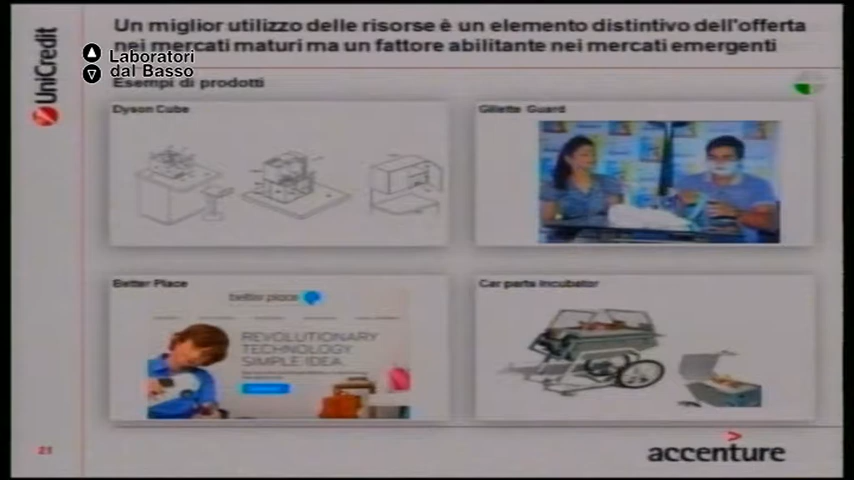 Un miglior utilizzo delle risorse è un elemento distintivo dell'offerta
nei mercati maturi ma un fattore abilitante nei mercati emergenti
Laboratori
dal Basso
UniCredit
Esempi di prodotti
Dyson Cube
Gillette Guard
Better Place
better place
REVOLUTIONARY
TECHNOLOGY
SIMPLE IDEA
Car parts Incubator
21
accenture